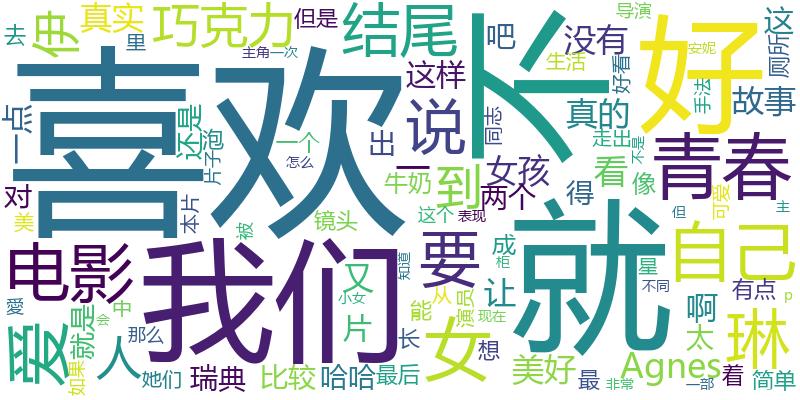 喜欢
我们
不
就
好
青春
自己
电影
爱
女
说
要
到
琳
人
结尾
巧克力
伊
真实
但是
里
去
主角一次
这样
吧
没有
导演
安妮
生活
好看
这
厕所
手法
故事
真的
同志
走出
不是
一点
还是
片子
一个
怎么
出
一
女孩
看
像
牛奶
两个
得
对
美
本片
被
镜头
这个
表现
可爱
但
主
又
知道
成
柜
星
不同
有点
p
小女
让
啊
太
愛
就是
会
中
那么
片
能
从
演员
现在
长
想
美好
Agnes
着
如果
她们
瑞典
比较
哈哈
最后
最
非常
一部
简单